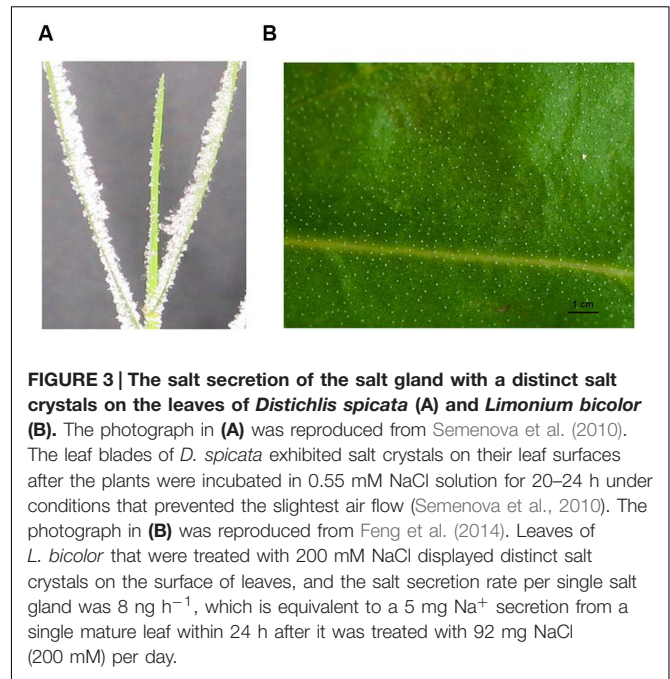 A
B
1 cm
FIGURE 3 | The salt secretion of the salt gland with a distinct salt
crystals on the leaves of Distichlis spicata (A) and Limonium bicolor
(B). The photograph in (A) was reproduced from Semenova et al. (2010).
The leaf blades of D. spicata exhibited salt crystals on their leaf surfaces
after the plants were incubated in 0.55 mM NaCl solution for 20–24 h under
conditions that prevented the slightest air flow (Semenova et al., 2010). The
photograph in (B) was reproduced from Feng et al. (2014). Leaves of
L. bicolor that were treated with 200 mM NaCl displayed distinct salt
crystals on the surface of leaves, and the salt secretion rate per single salt
gland was 8 ng h⁻¹, which is equivalent to a 5 mg Na⁺ secretion from a
single mature leaf within 24 h after it was treated with 92 mg NaCl
(200 mM) per day.